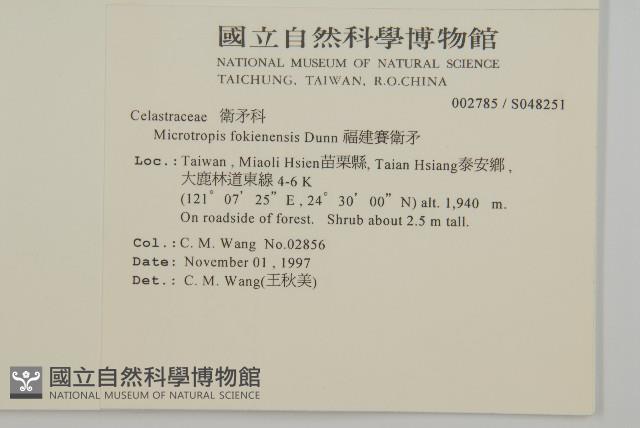 國立自然科學博物館
NATIONAL MUSEUM OF NATURAL SCIENCE
TAICHUNG, TAIWAN, R.O.CHINA
002785 / S048251
Celastraceae 衛矛科
Microtropis fokienensis Dunn 福建賽衛矛
Loc.: Taiwan , Miaoli Hsien苗栗縣, Taian Hsiang泰安鄉 ,
大鹿林道東線 4-6 K
(121° 07’ 25” E , 24° 30’ 00” N) alt. 1,940 m.
On roadside of forest. Shrub about 2.5 m tall.
Col.: C. M. Wang No.02856
Date: November 01 , 1997
Det.: C. M. Wang(王秋美)
國立自然科學博物館
NATIONAL MUSEUM OF NATURAL SCIENCE